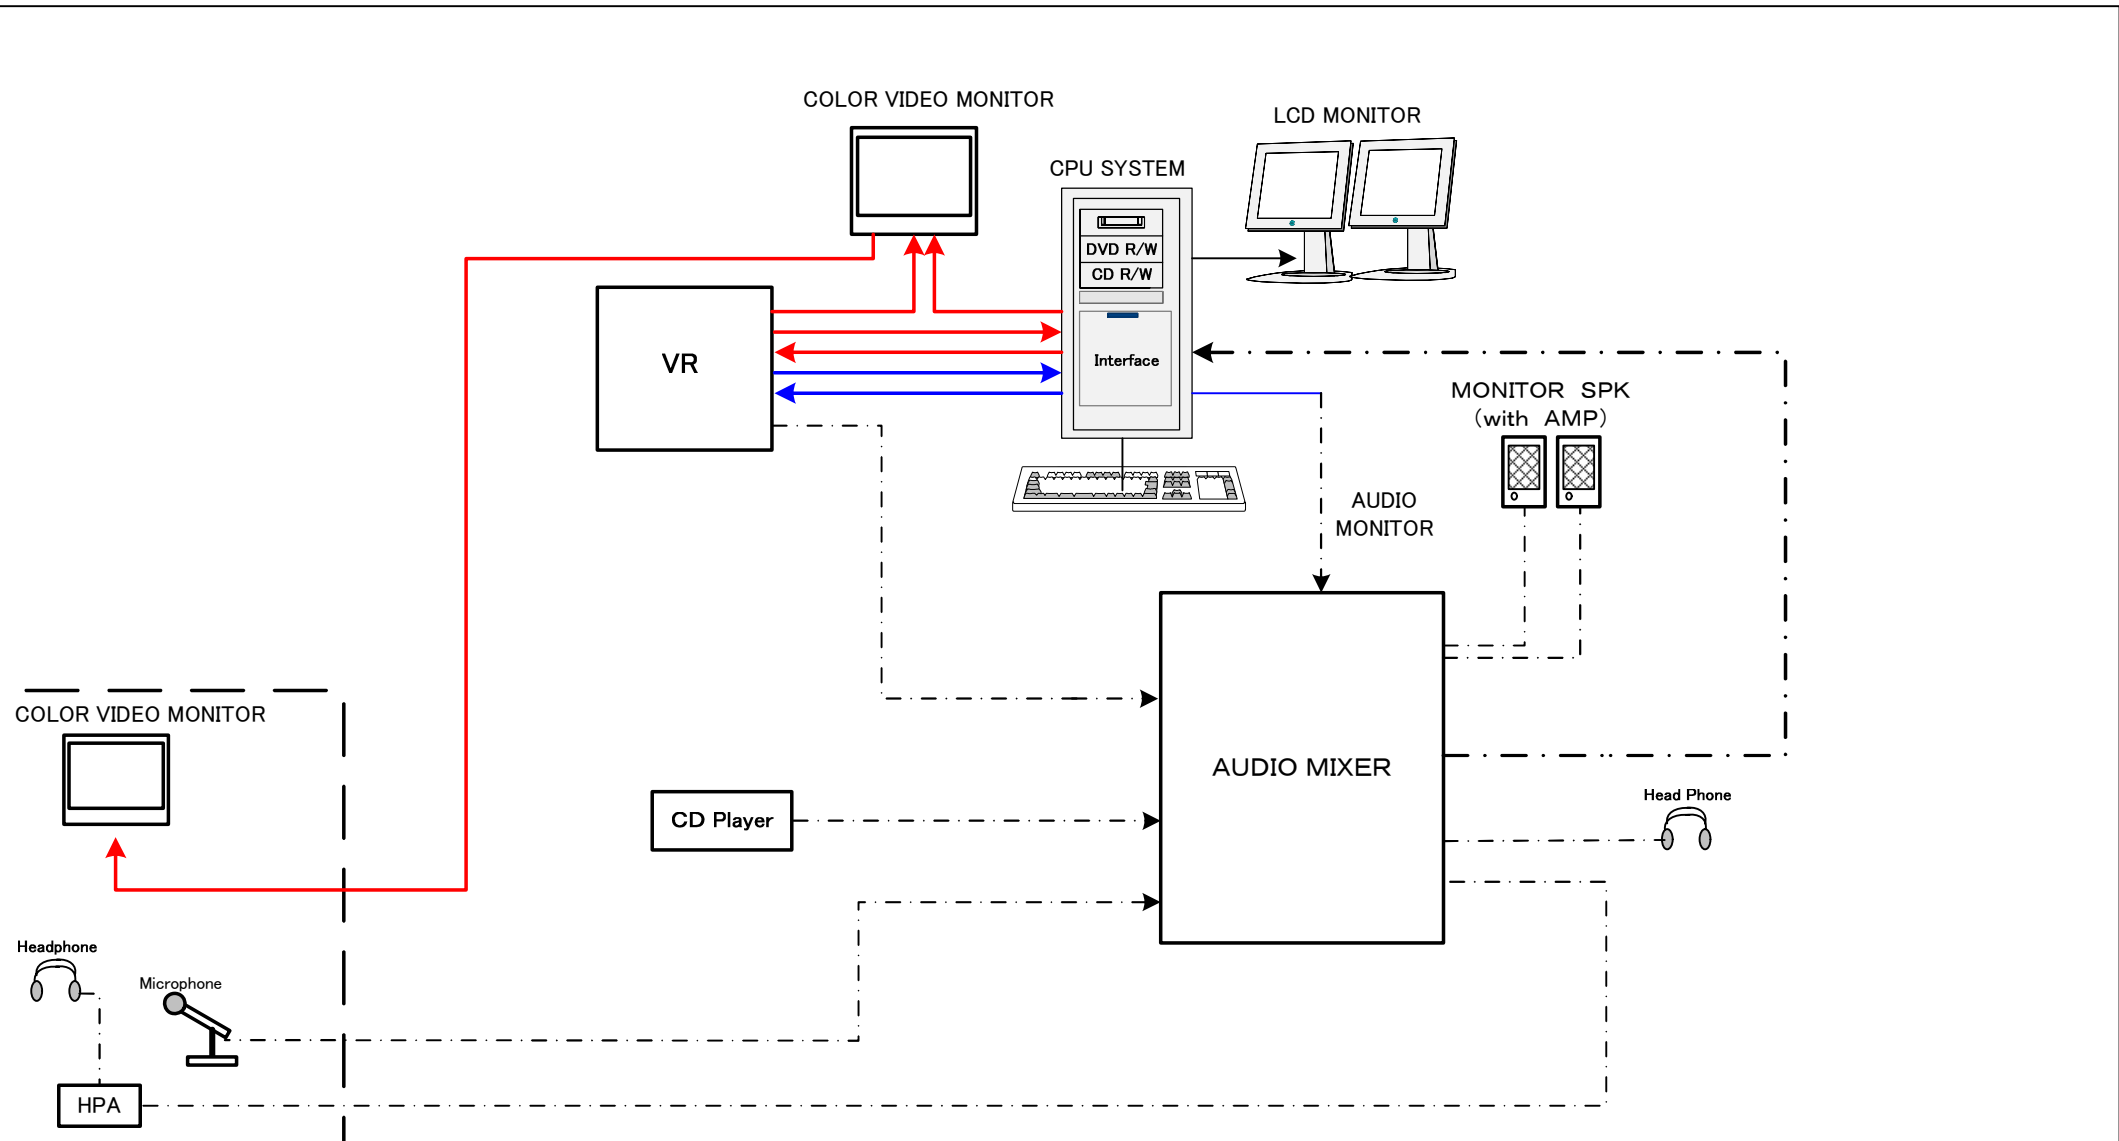 COLOR VIDEO MONITOR
LCD MONITOR
CPU SYSTEM
DVD R/W
CD R/W
VR
Interface
MONITOR SPK
(with AMP)
AUDIO
MONITOR
COLOR VIDEO MONITOR
AUDIO MIXER
CD Player
Head Phone
Headphone
Microphone
HPA